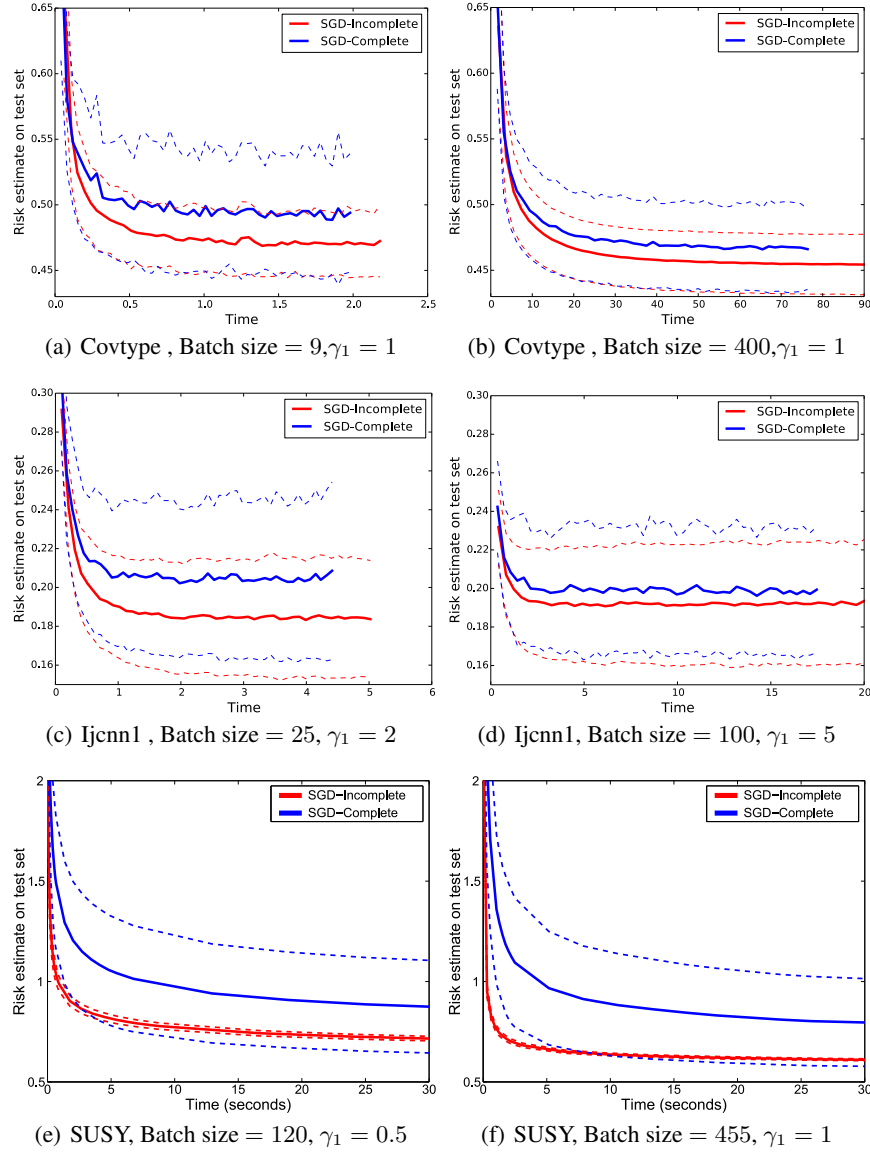 0.65
0.60
0.55
0.50
0.45
Risk estimate on test set
SGD-Incomplete
SGD-Complete
0.0 0.5 1.0 1.5 2.0 2.5
Time
(a) Covtype , Batch size = 9,γ₁ = 1
0.65
0.60
0.55
0.50
0.45
Risk estimate on test set
SGD-Incomplete
SGD-Complete
0 10 20 30 40 50 60 70 80 90
Time
(b) Covtype , Batch size = 400,γ₁ = 1
0.30
0.28
0.26
0.24
0.22
0.20
0.18
0.16
Risk estimate on test set
SGD-Incomplete
SGD-Complete
0 1 2 3 4 5 6
Time
(c) Ijcnn1 , Batch size = 25, γ₁ = 2
0.30
0.28
0.26
0.24
0.22
0.20
0.18
0.16
Risk estimate on test set
SGD-Incomplete
SGD-Complete
5 10 15 20
Time
(d) Ijcnn1, Batch size = 100, γ₁ = 5
2
1.5
1
0.5
Risk estimate on test set
SGD−Incomplete
SGD−Complete
0 5 10 15 20 25 30
Time (seconds)
(e) SUSY, Batch size = 120, γ₁ = 0.5
2
1.5
1
0.5
Risk estimate on test set
SGD−Incomplete
SGD−Complete
0 5 10 15 20 25 30
Time (seconds)
(f) SUSY, Batch size = 455, γ₁ = 1